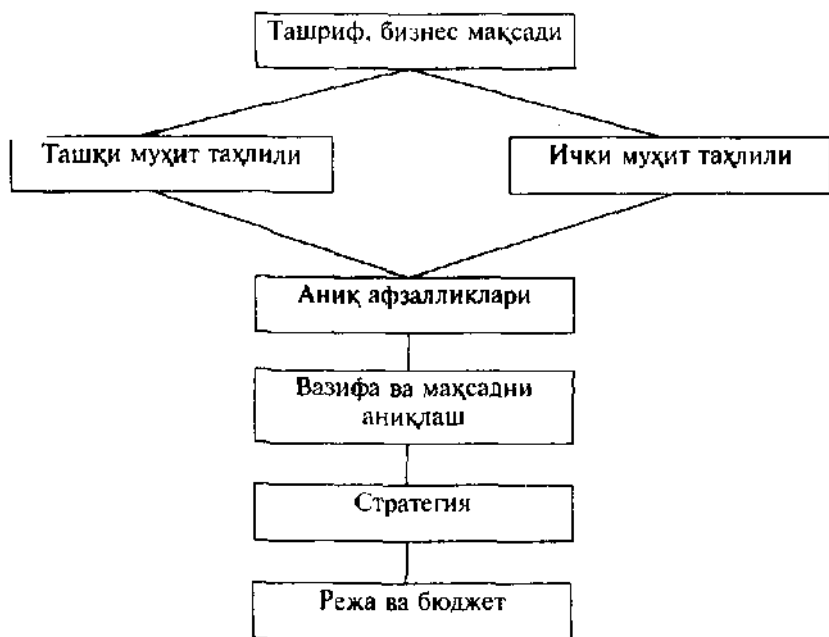 Ташриф, бизнес мақсади
Ташқи муҳит таҳлили
Ички муҳит таҳлили
Аниқ афзалликлари
Вазифа ва мақсадни
аниқлаш
Стратегия
Режа ва бюджет